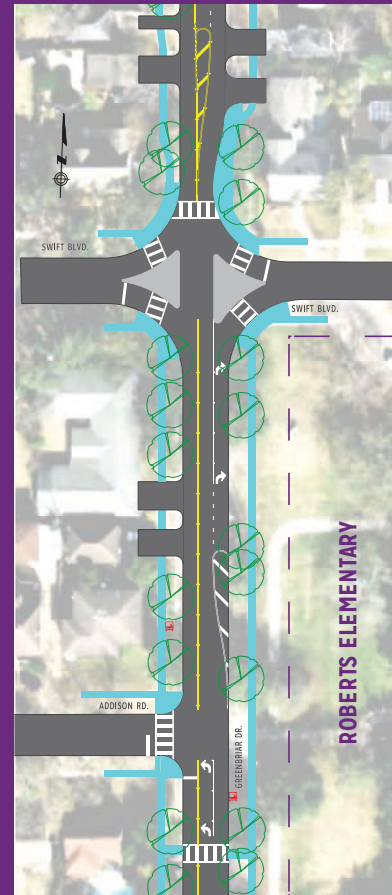 SWIFT BLVD.
SWIFT BLVD.
ROBERTS ELEMENTARY
ADDISON RD.
GREENBRIAR DR.